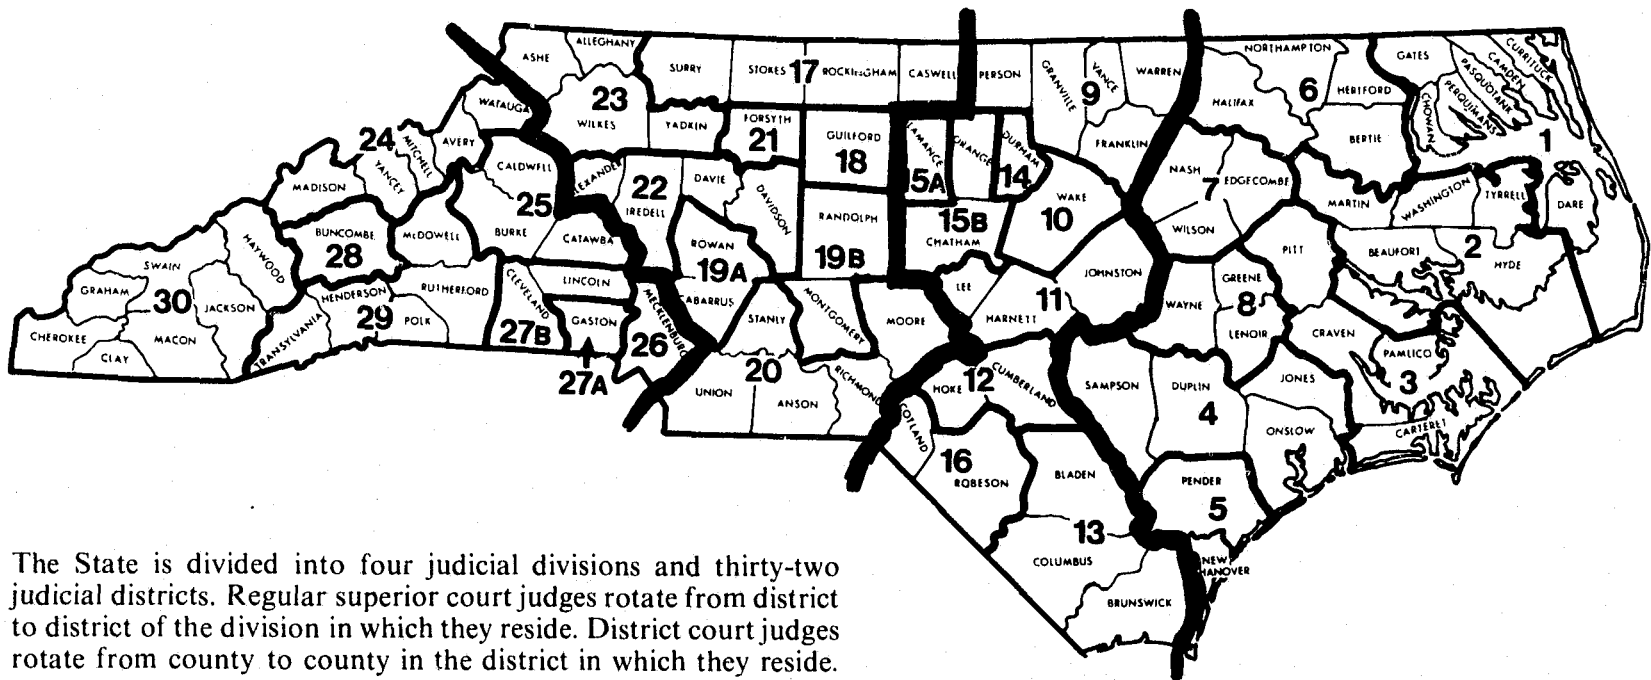 ALLEGHANY
ASHE
SURRY
STOKES
17
ROCKINGHAM
CASWELL
PERSON
GRANVILLE
VANCE
9
WARREN
NORTHAMPTON
6
GATES
CURRITUCK
CAMDEN
PASQUOTANK
PERQUIMANS
CHOWAN
1
HERTFORD
HALIFAX
BERTIE
WATAUGA
23
WILKES
YADKIN
FORSYTH
21
GUILFORD
18
ALAMANCE
15A
ORANGE
DURHAM
14
FRANKLIN
24
AVERY
MITCHELL
YANCEY
MADISON
CALDWELL
25
BURKE
ALEXANDER
22
IREDELL
DAVIE
DAVIDSON
RANDOLPH
19B
15B
CHATHAM
WAKE
10
NASH
7
EDGECOMBE
WILSON
MARTIN
WASHINGTON
TYRRELL
DARE
BUNCOMBE
28
McDOWELL
CATAWBA
ROWAN
19A
CABARRUS
PITT
BEAUFORT
2
HYDE
HAYWOOD
SWAIN
GRAHAM
30
JACKSON
CHEROKEE
MACON
CLAY
TRANSYLVANIA
HENDERSON
29
POLK
RUTHERFORD
CLEVELAND
27B
LINCOLN
GASTON
27A
MECKLENBURG
26
STANLY
MONTGOMERY
MOORE
LEE
HARNETT
11
JOHNSTON
WAYNE
GREENE
8
LENOIR
CRAVEN
PAMLICO
3
CARTERET
JONES
ONSLOW
UNION
20
ANSON
RICHMOND
SCOTLAND
HOKE
12
CUMBERLAND
SAMPSON
DUPLIN
4
16
ROBESON
BLADEN
PENDER
5
13
COLUMBUS
NEW
HANOVER
BRUNSWICK
The State is divided into four judicial divisions and thirty-two
judicial districts. Regular superior court judges rotate from district
to district of the division in which they reside. District court judges
rotate from county to county in the district in which they reside.